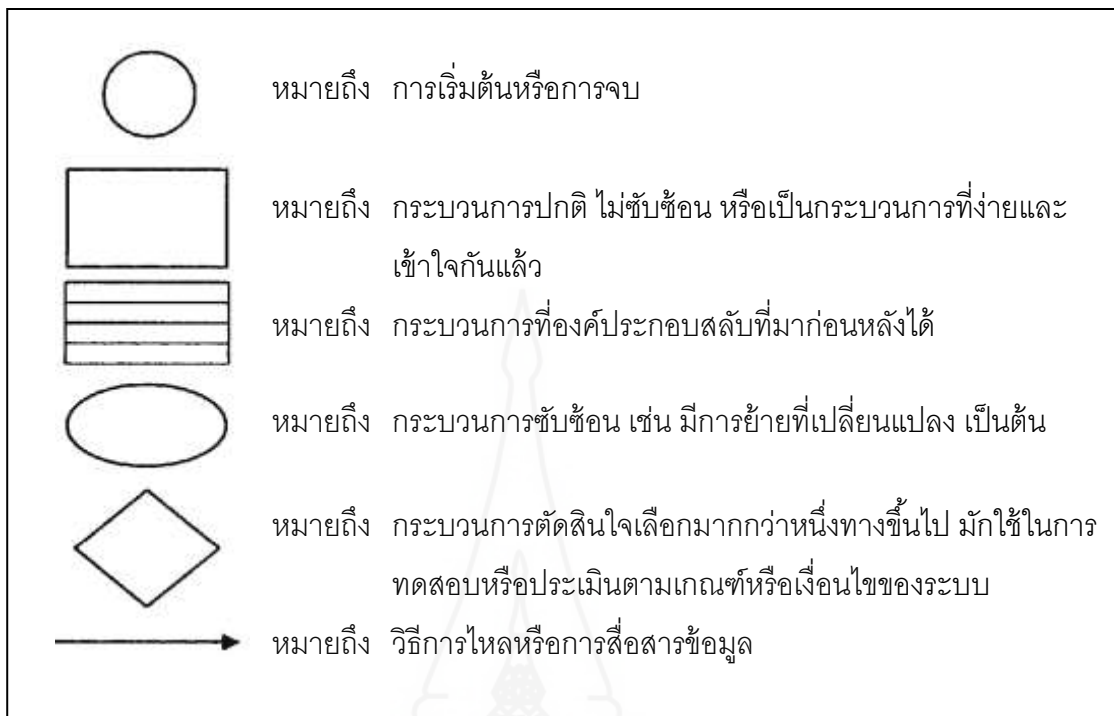 หมายถึง การเริ่มต้นหรือการจบ
หมายถึง กระบวนการปกติ ไม่ซับซ้อน หรือเป็นกระบวนการที่ง่ายและ
เข้าใจกันแล้ว
หมายถึง กระบวนการที่องค์ประกอบสลับที่มาก่อนหลังได้
หมายถึง กระบวนการซับซ้อน เช่น มีการย้ายที่เปลี่ยนแปลง เป็นต้น
หมายถึง กระบวนการตัดสินใจเลือกมากกว่าหนึ่งทางขึ้นไป มักใช้ในการ
ทดสอบหรือประเมินตามเกณฑ์หรือเงื่อนไขของระบบ
หมายถึง วิธีการไหลหรือการสื่อสารข้อมูล